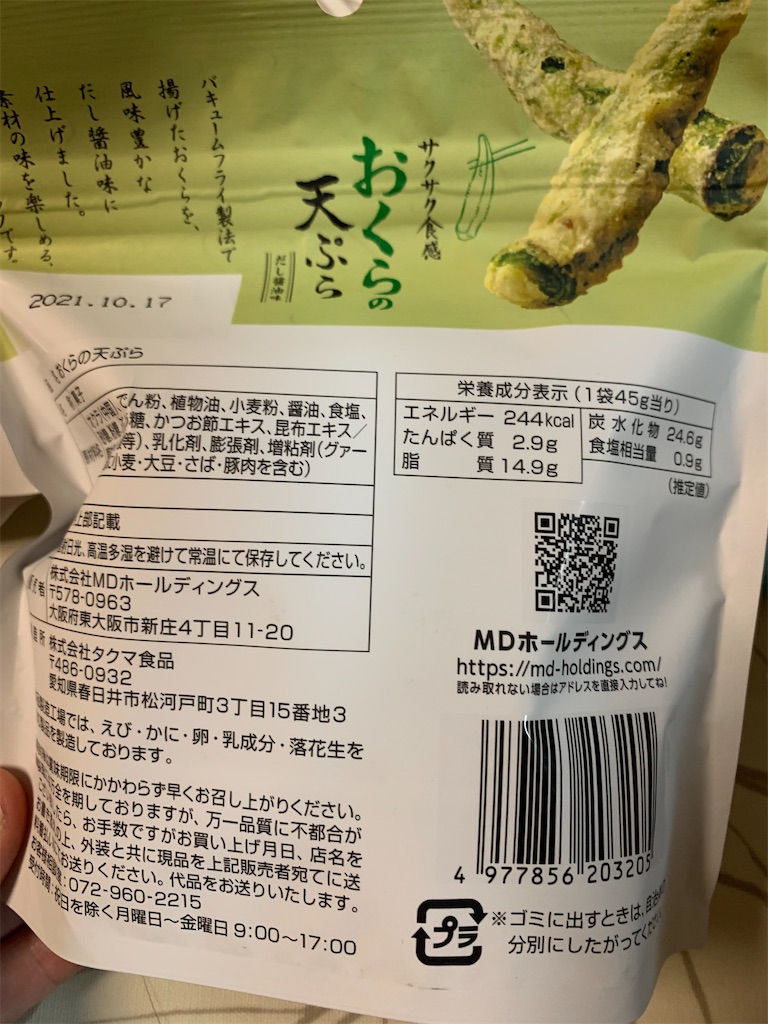 バキュームフライ製法で
揚げたおくらを、
風味豊かな
だし醤油味に
仕上げました。
素材の味を楽しめる、
サクサク食感
おくらの
天ぷら
だし醤油味
2021.10.17
おくらの天ぷら
でん粉、植物油、小麦粉、醤油、食塩、
糖、かつお節エキス、昆布エキス/
等)、乳化剤、膨張剤、増粘剤(グァー
小麦・大豆・さば・豚肉を含む)
上部記載
日光、高温多湿を避けて常温にて保存してください。
株式会社MDホールディングス
〒578-0963
大阪府東大阪市新庄4丁目11-20
株式会社タクマ食品
〒486-0932
愛知県春日井市松河戸町3丁目15番地3
造工場では、えび・かに・卵・乳成分・落花生を
製品を製造しております。
賞味期限にかかわらず早くお召し上がりください。
万全を期しておりますが、万一品質に不都合が
たら、お手数ですがお買い上げ月日、店名を
の上、外装と共に現品を上記販売者宛てに送
お送りください。代品をお送りいたします。
072-960-2215
祝日を除く月曜日〜金曜日 9:00〜17:00
栄養成分表示(1袋45g当り)
エネルギー 244kcal
たんぱく質 2.9g
脂質 14.9g
炭水化物 24.6g
食塩相当量 0.9g
(推定値)
MDホールディングス
https://md-holdings.com/
読み取れない場合はアドレスを直接入力してね!
4 977856 203205
プラ
※ゴミに出すときは、自治
分別にしたがってくだ